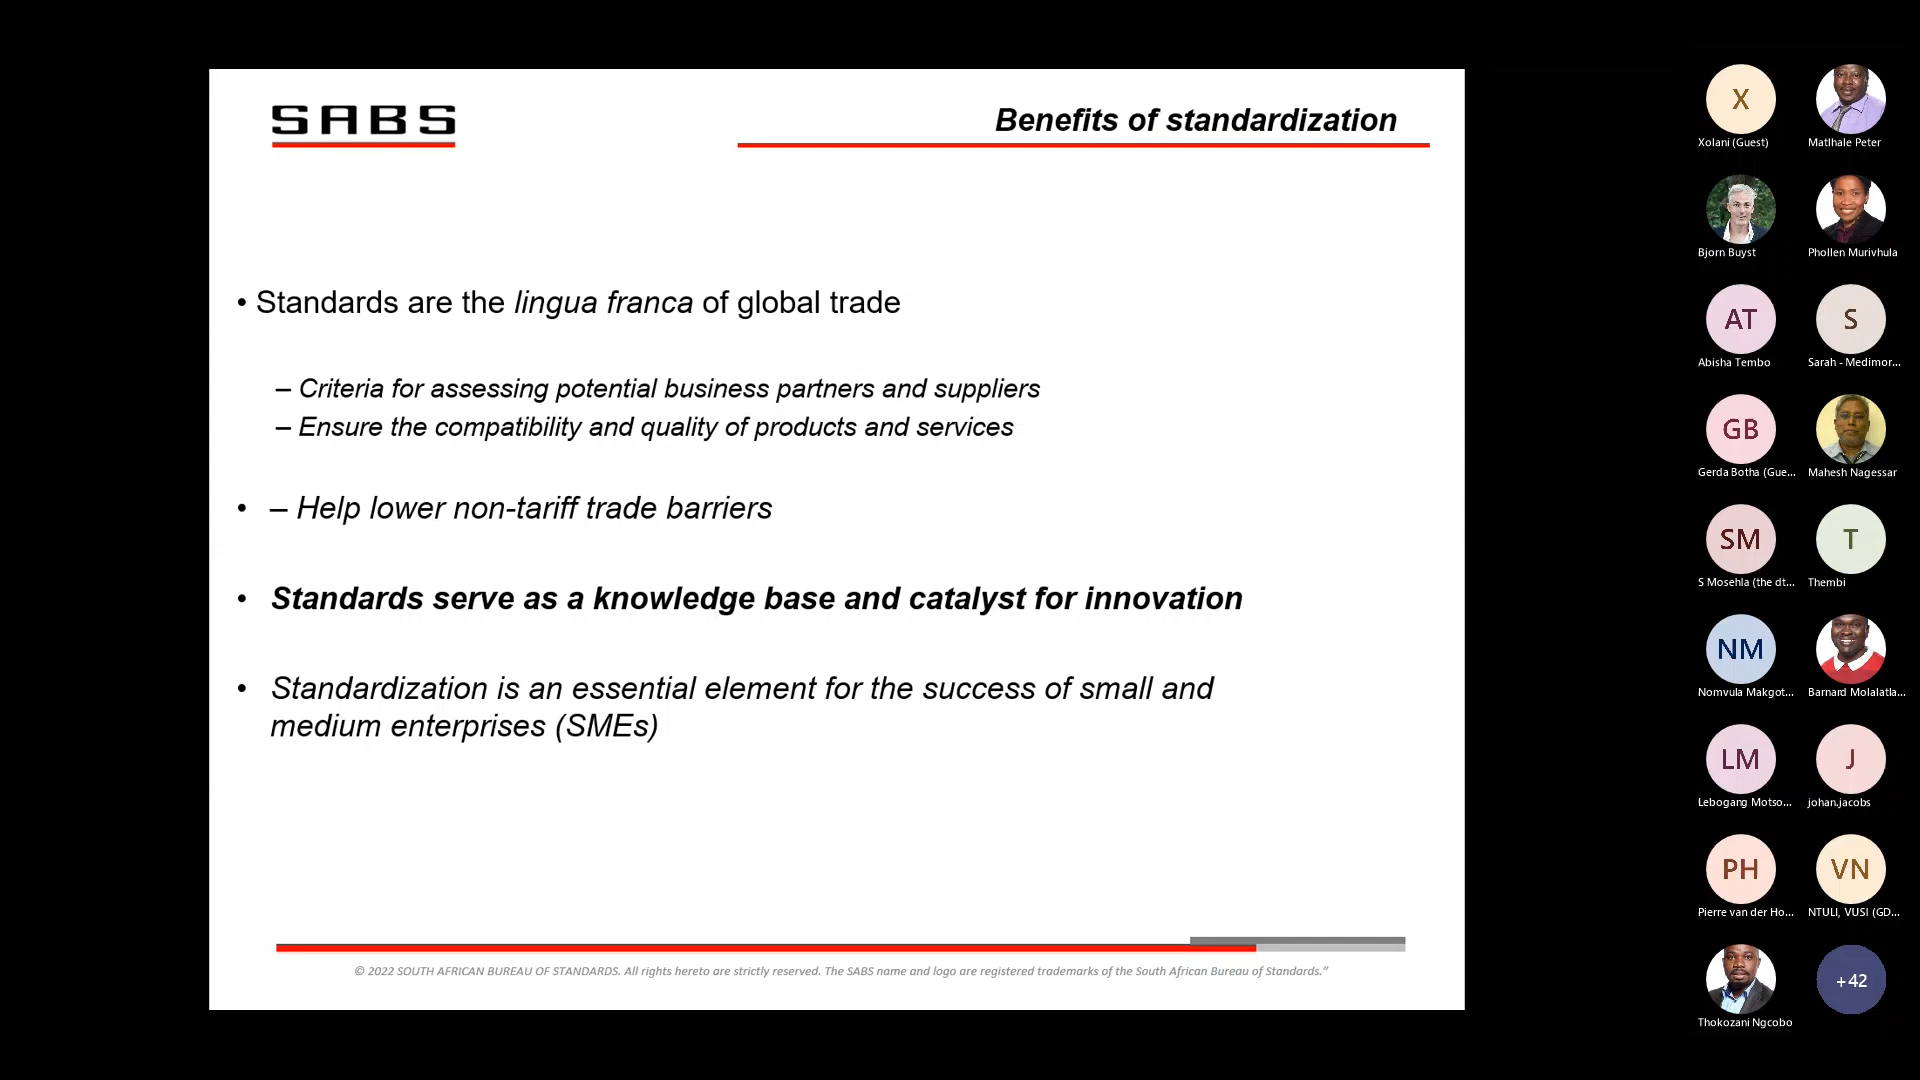 SABS
Benefits of standardization
• Standards are the lingua franca of global trade
– Criteria for assessing potential business partners and suppliers
– Ensure the compatibility and quality of products and services
• – Help lower non-tariff trade barriers
• Standards serve as a knowledge base and catalyst for innovation
• Standardization is an essential element for the success of small and
medium enterprises (SMEs)
© 2022 SOUTH AFRICAN BUREAU OF STANDARDS. All rights hereto are strictly reserved. The SABS name and logo are registered trademarks of the South African Bureau of Standards.”
X
Xolani (Guest)
Matlhale Peter
Bjorn Buyst
Phollen Murivhula
AT
Abisha Tembo
S
Sarah - Medimor...
GB
Gerda Botha (Gue...
Mahesh Nagessar
SM
S Mosehla (the dt...
T
Thembi
NM
Nomvula Makgot...
Barnard Molalatla...
LM
Lebogang Motso...
J
johan.jacobs
PH
Pierre van der Ho...
VN
NTULI, VUSI (GD...
Thokozani Ngcobo
+42